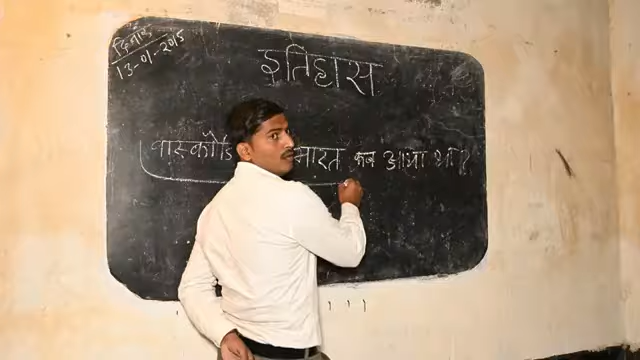 दिनांक
13-01-2015
इतिहास
वास्कोडि भारत कब आया था?